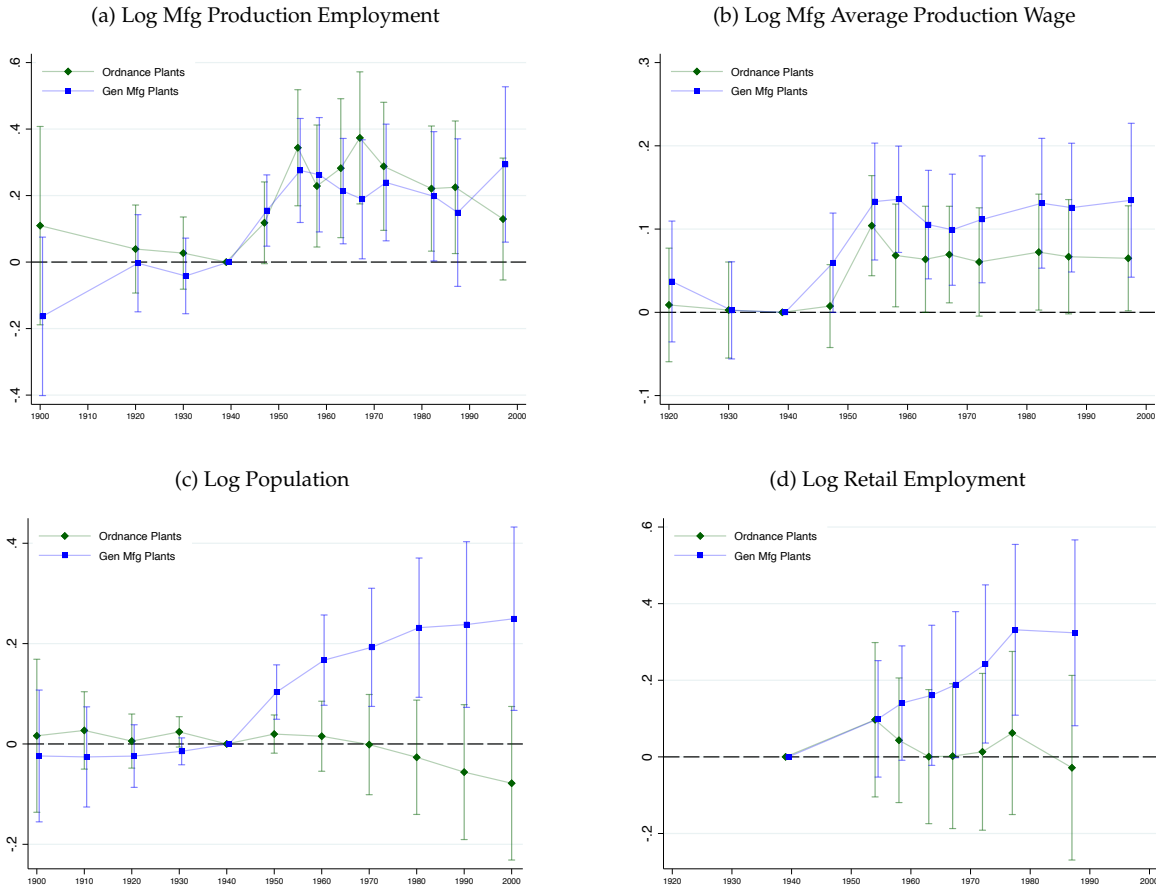 (a) Log Mfg Production Employment
Ordnance Plants
Gen Mfg Plants
.6
.4
.2
0
-.2
-.4
1900 1910 1920 1930 1940 1950 1960 1970 1980 1990 2000
(b) Log Mfg Average Production Wage
Ordnance Plants
Gen Mfg Plants
.3
.2
.1
0
-.1
1920 1930 1940 1950 1960 1970 1980 1990 2000
(c) Log Population
Ordnance Plants
Gen Mfg Plants
.4
.2
0
-.2
1900 1910 1920 1930 1940 1950 1960 1970 1980 1990 2000
(d) Log Retail Employment
Ordnance Plants
Gen Mfg Plants
.6
.4
.2
0
-.2
1920 1930 1940 1950 1960 1970 1980 1990 2000